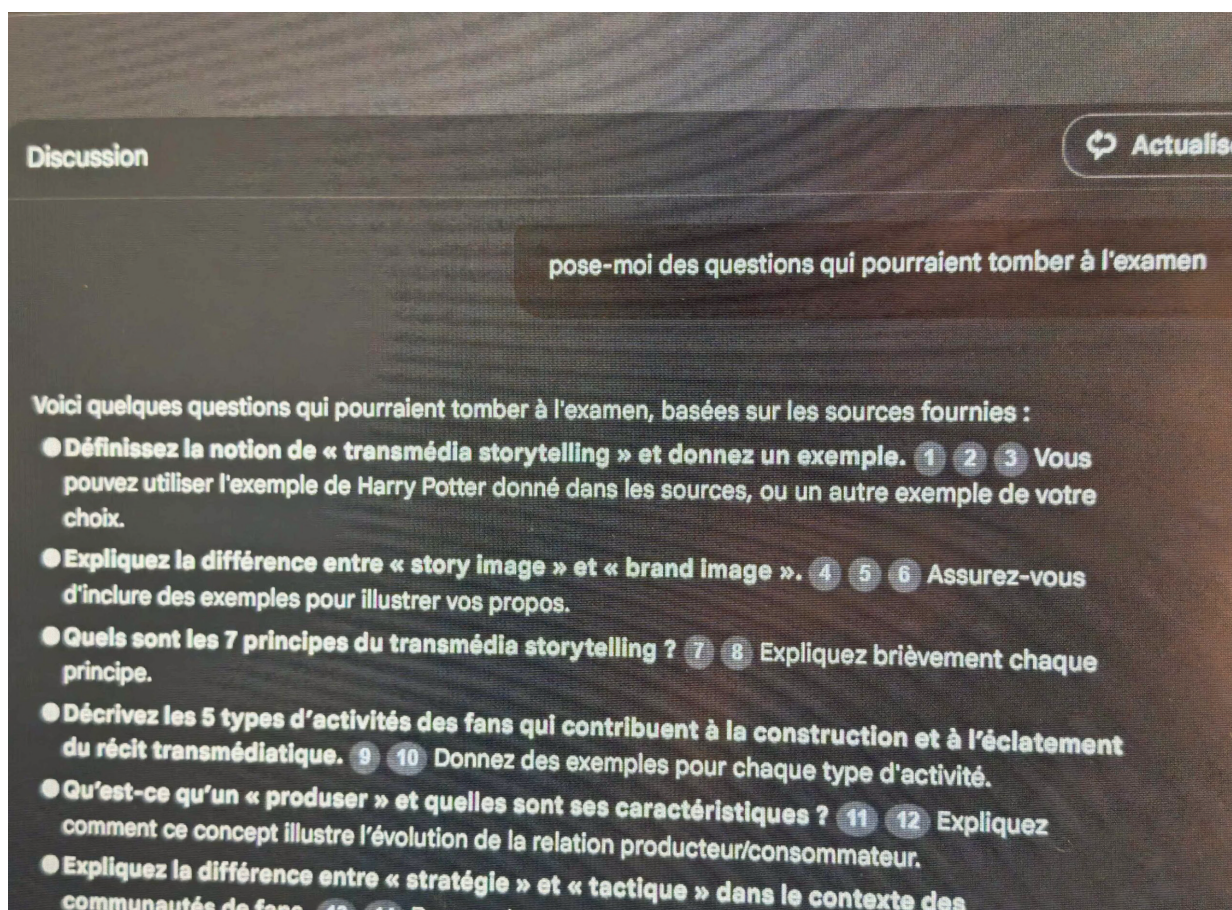 Discussion
Actualis
pose-moi des questions qui pourraient tomber à l'examen
Voici quelques questions qui pourraient tomber à l'examen, basées sur les sources fournies :
● Définissez la notion de « transmédia storytelling » et donnez un exemple. 1 2 3 Vous
pouvez utiliser l'exemple de Harry Potter donné dans les sources, ou un autre exemple de votre
choix.
● Expliquez la différence entre « story image » et « brand image ». 4 5 6 Assurez-vous
d'inclure des exemples pour illustrer vos propos.
● Quels sont les 7 principes du transmédia storytelling ? 7 8 Expliquez brièvement chaque
principe.
● Décrivez les 5 types d'activités des fans qui contribuent à la construction et à l'éclatement
du récit transmédiatique. 9 10 Donnez des exemples pour chaque type d'activité.
● Qu'est-ce qu'un « produser » et quelles sont ses caractéristiques ? 11 12 Expliquez
comment ce concept illustre l'évolution de la relation producteur/consommateur.
● Expliquez la différence entre « stratégie » et « tactique » dans le contexte des
communautés de fans.